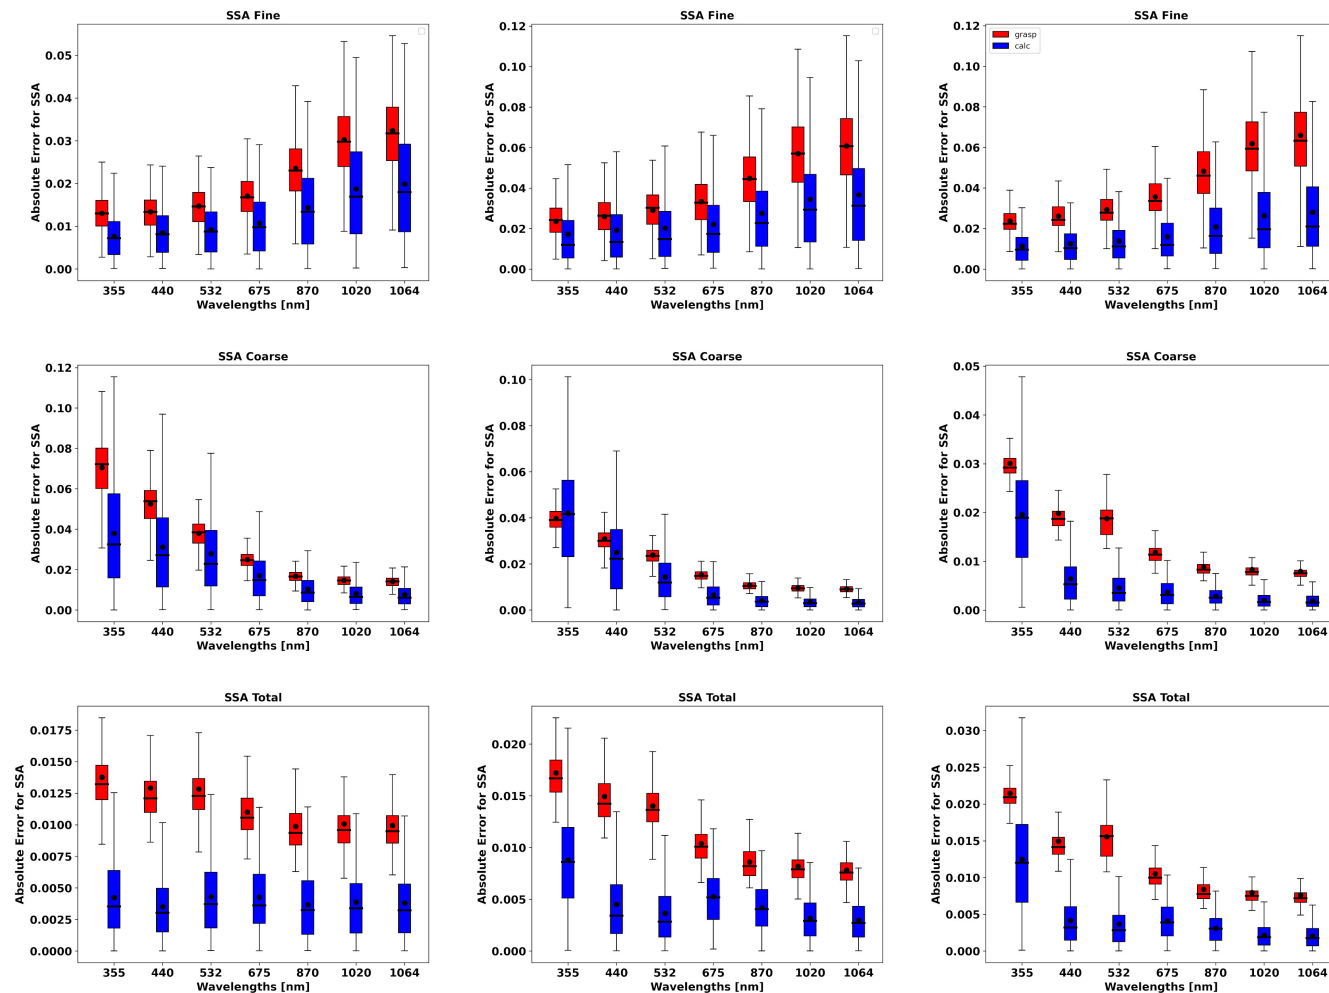 SSA Fine
0.05
0.04
0.03
0.02
0.01
0.00
Absolute Error for SSA
355 440 532 675 870 1020 1064
Wavelengths [nm]
SSA Fine
0.12
0.10
0.08
0.06
0.04
0.02
0.00
Absolute Error for SSA
355 440 532 675 870 1020 1064
Wavelengths [nm]
SSA Fine
grasp
calc
0.12
0.10
0.08
0.06
0.04
0.02
0.00
Absolute Error for SSA
355 440 532 675 870 1020 1064
Wavelengths [nm]
SSA Coarse
0.12
0.10
0.08
0.06
0.04
0.02
0.00
Absolute Error for SSA
355 440 532 675 870 1020 1064
Wavelengths [nm]
SSA Coarse
0.10
0.08
0.06
0.04
0.02
0.00
Absolute Error for SSA
355 440 532 675 870 1020 1064
Wavelengths [nm]
SSA Coarse
0.05
0.04
0.03
0.02
0.01
0.00
Absolute Error for SSA
355 440 532 675 870 1020 1064
Wavelengths [nm]
SSA Total
0.0175
0.0150
0.0125
0.0100
0.0075
0.0050
0.0025
0.0000
Absolute Error for SSA
355 440 532 675 870 1020 1064
Wavelengths [nm]
SSA Total
0.020
0.015
0.010
0.005
0.000
Absolute Error for SSA
355 440 532 675 870 1020 1064
Wavelengths [nm]
SSA Total
0.030
0.025
0.020
0.015
0.010
0.005
0.000
Absolute Error for SSA
355 440 532 675 870 1020 1064
Wavelengths [nm]